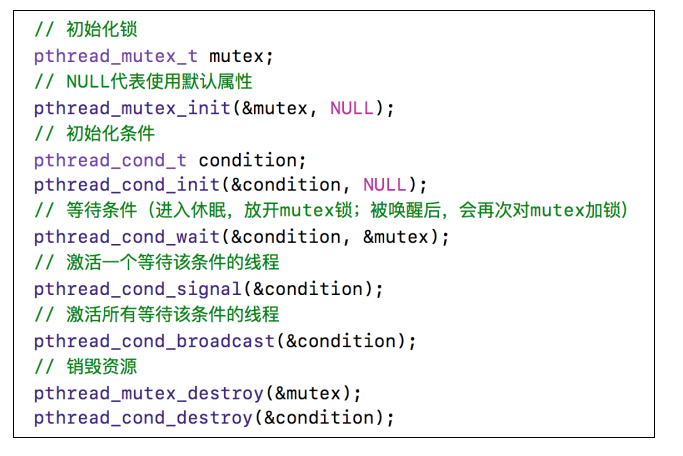 // 初始化锁
pthread_mutex_t mutex;
// NULL代表使用默认属性
pthread_mutex_init(&mutex, NULL);
// 初始化条件
pthread_cond_t condition;
pthread_cond_init(&condition, NULL);
// 等待条件（进入休眠，放开mutex锁；被唤醒后，会再次对mutex加锁）
pthread_cond_wait(&condition, &mutex);
// 激活一个等待该条件的线程
pthread_cond_signal(&condition);
// 激活所有等待该条件的线程
pthread_cond_broadcast(&condition);
// 销毁资源
pthread_mutex_destroy(&mutex);
pthread_cond_destroy(&condition);